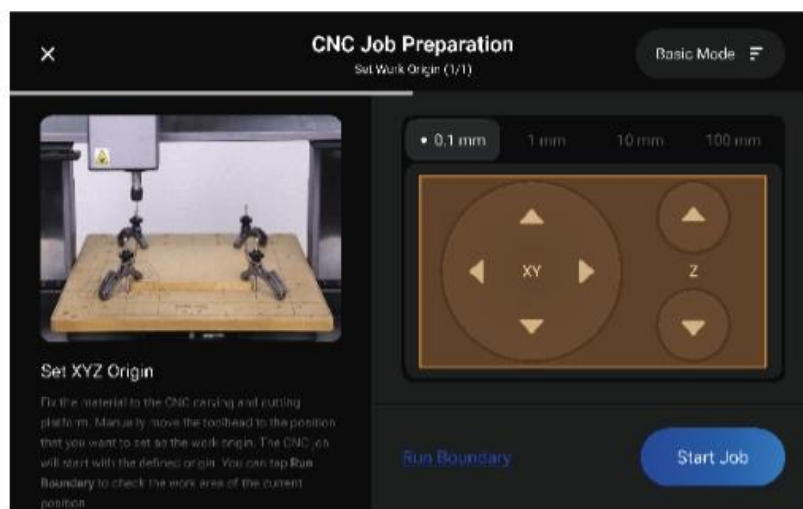 CNC Job Preparation
Set Work Origin (1/1)
Basic Mode
0.1 mm
1 mm
10 mm
100 mm
XY
Z
Set XYZ Origin
Fix the material to the CNC carving and cutting
platform. Manually move the toolhead to the position
that you want to set as the work origin. The CNC job
will start with the defined origin. You can tap Run
Boundary to check the work area of the current
position
Run Boundary
Start Job